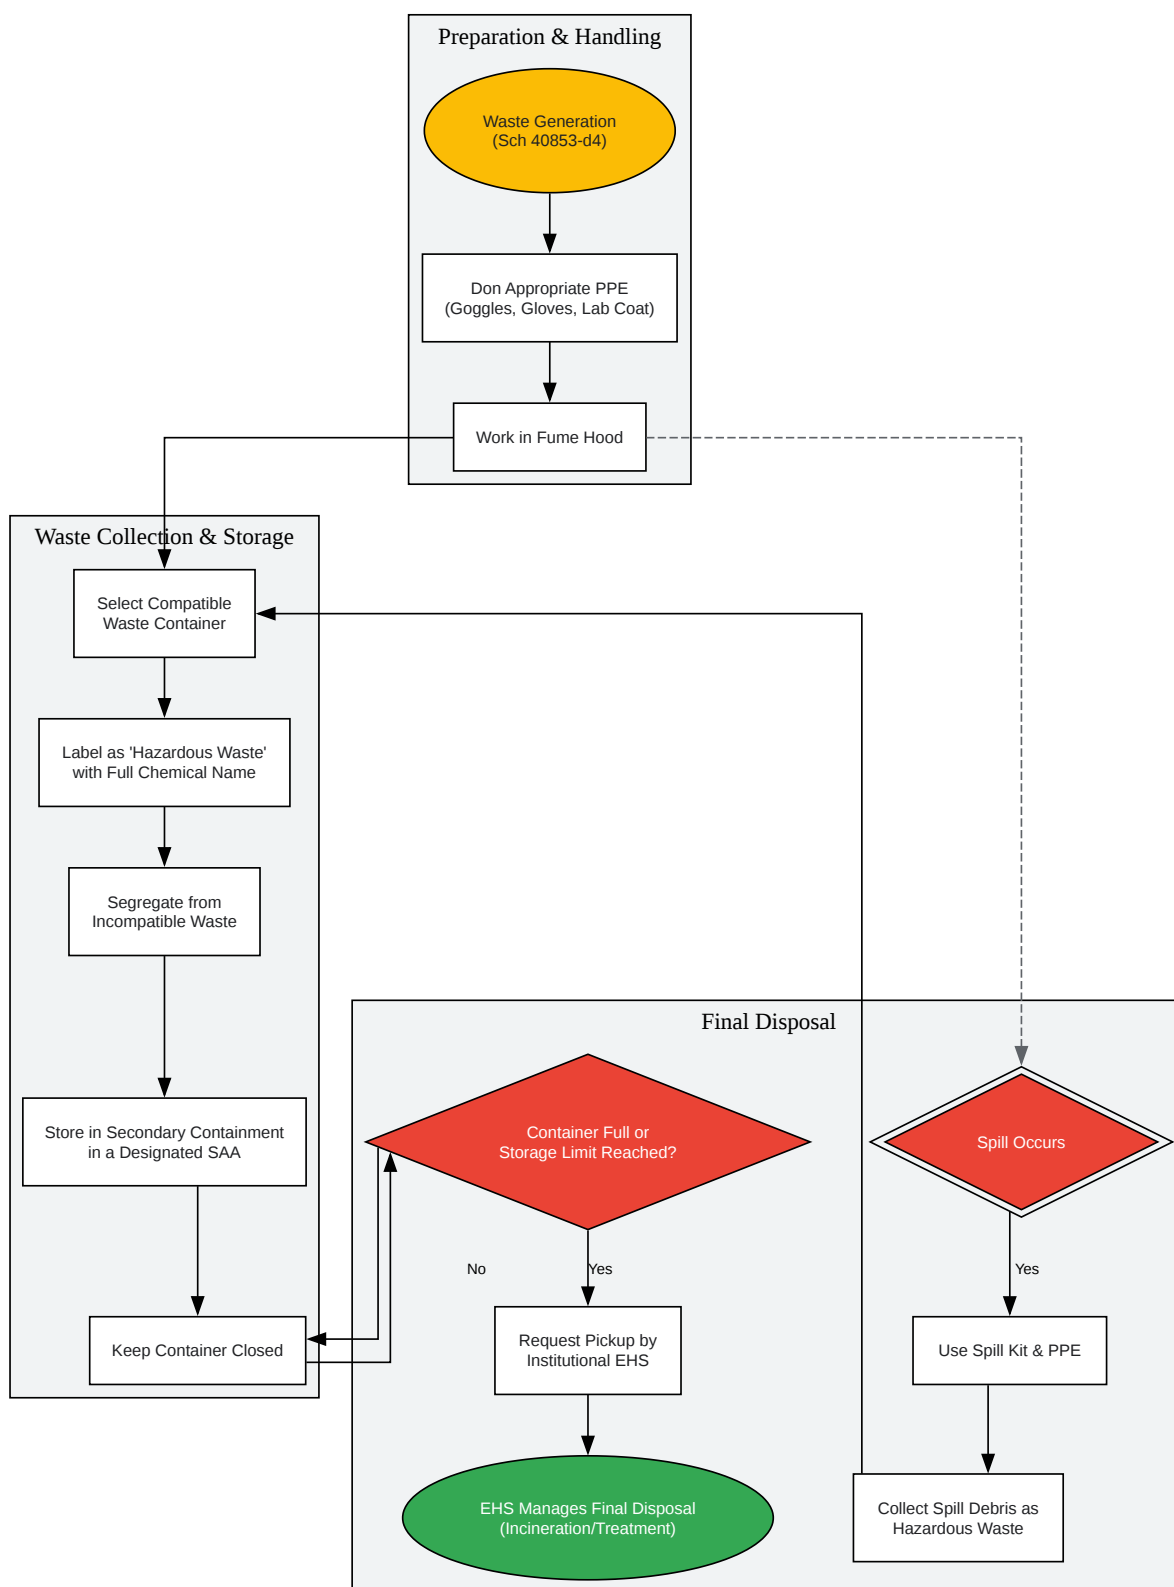 Preparation & Handling
Waste Generation
(Sch 40853-d4)
Don Appropriate PPE
(Goggles, Gloves, Lab Coat)
Work in Fume Hood
Waste Collection & Storage
Select Compatible
Waste Container
Label as 'Hazardous Waste'
with Full Chemical Name
Segregate from
Incompatible Waste
Store in Secondary Containment
in a Designated SAA
Keep Container Closed
Final Disposal
Container Full or
Storage Limit Reached?
No
Yes
Request Pickup by
Institutional EHS
EHS Manages Final Disposal
(Incineration/Treatment)
Spill Occurs
Yes
Use Spill Kit & PPE
Collect Spill Debris as
Hazardous Waste